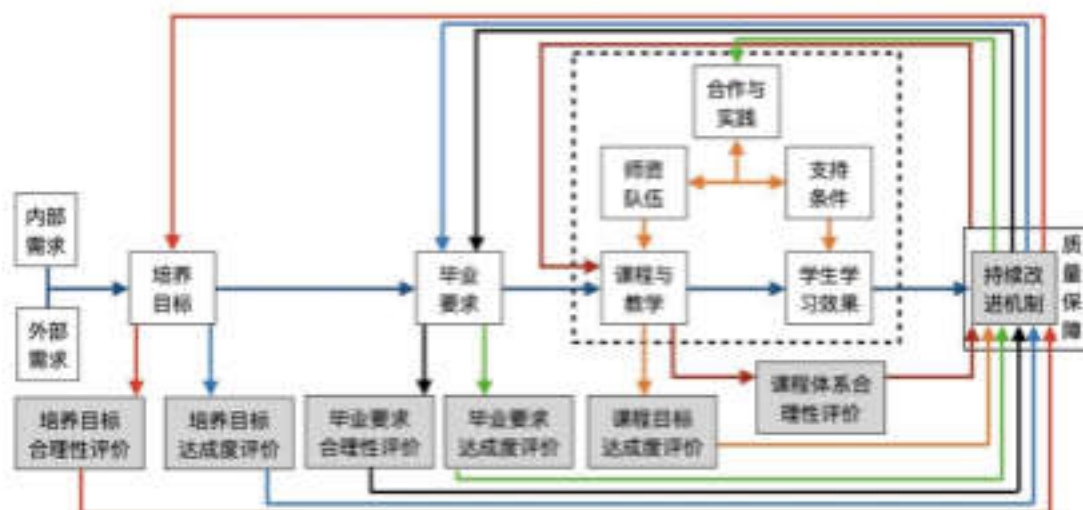 合作与
实践
师资
队伍
支持
条件
内部
需求
外部
需求
培养
目标
毕业
要求
课程与
教学
学生学
习效果
持续改
进机制
质
量
保
障
课程体系合
理性评价
培养目标
合理性评价
培养目标
达成度评价
毕业要求
合理性评价
毕业要求
达成度评价
课程目标
达成度评价